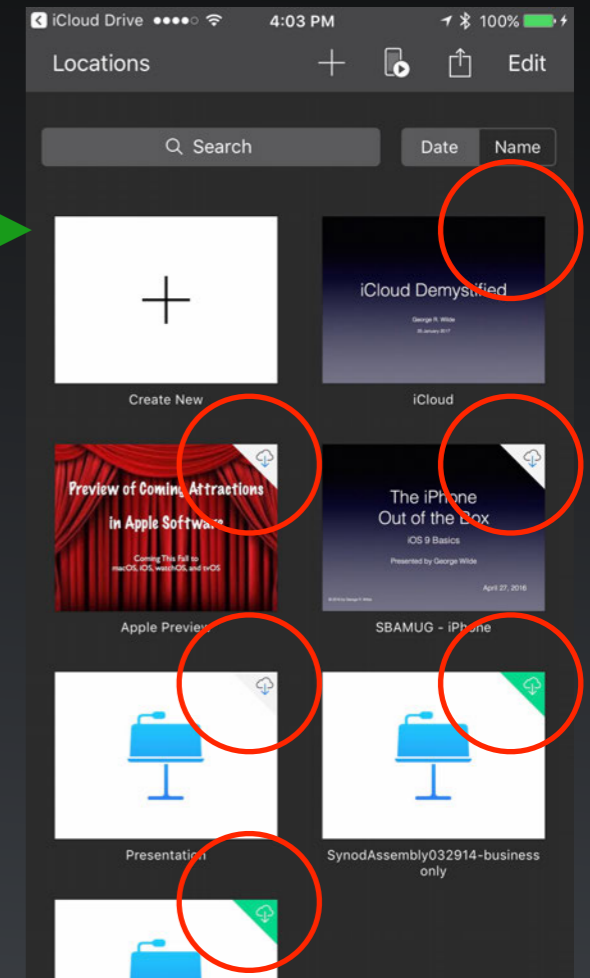 iCloud Drive 4:03 PM 100%
Locations Edit
Search Date Name
iCloud Demystified
George R. Wilde
25 January 2017
Create New iCloud
Preview of Coming Attractions
in Apple Software
Coming This Fall to
macOS, iOS, watchOS, and tvOS
The iPhone
Out of the Box
iOS 9 Basics
Presented by George Wilde
April 27, 2016
Apple Preview SBAMUG - iPhone
Presentation SynodAssembly032914-business
only